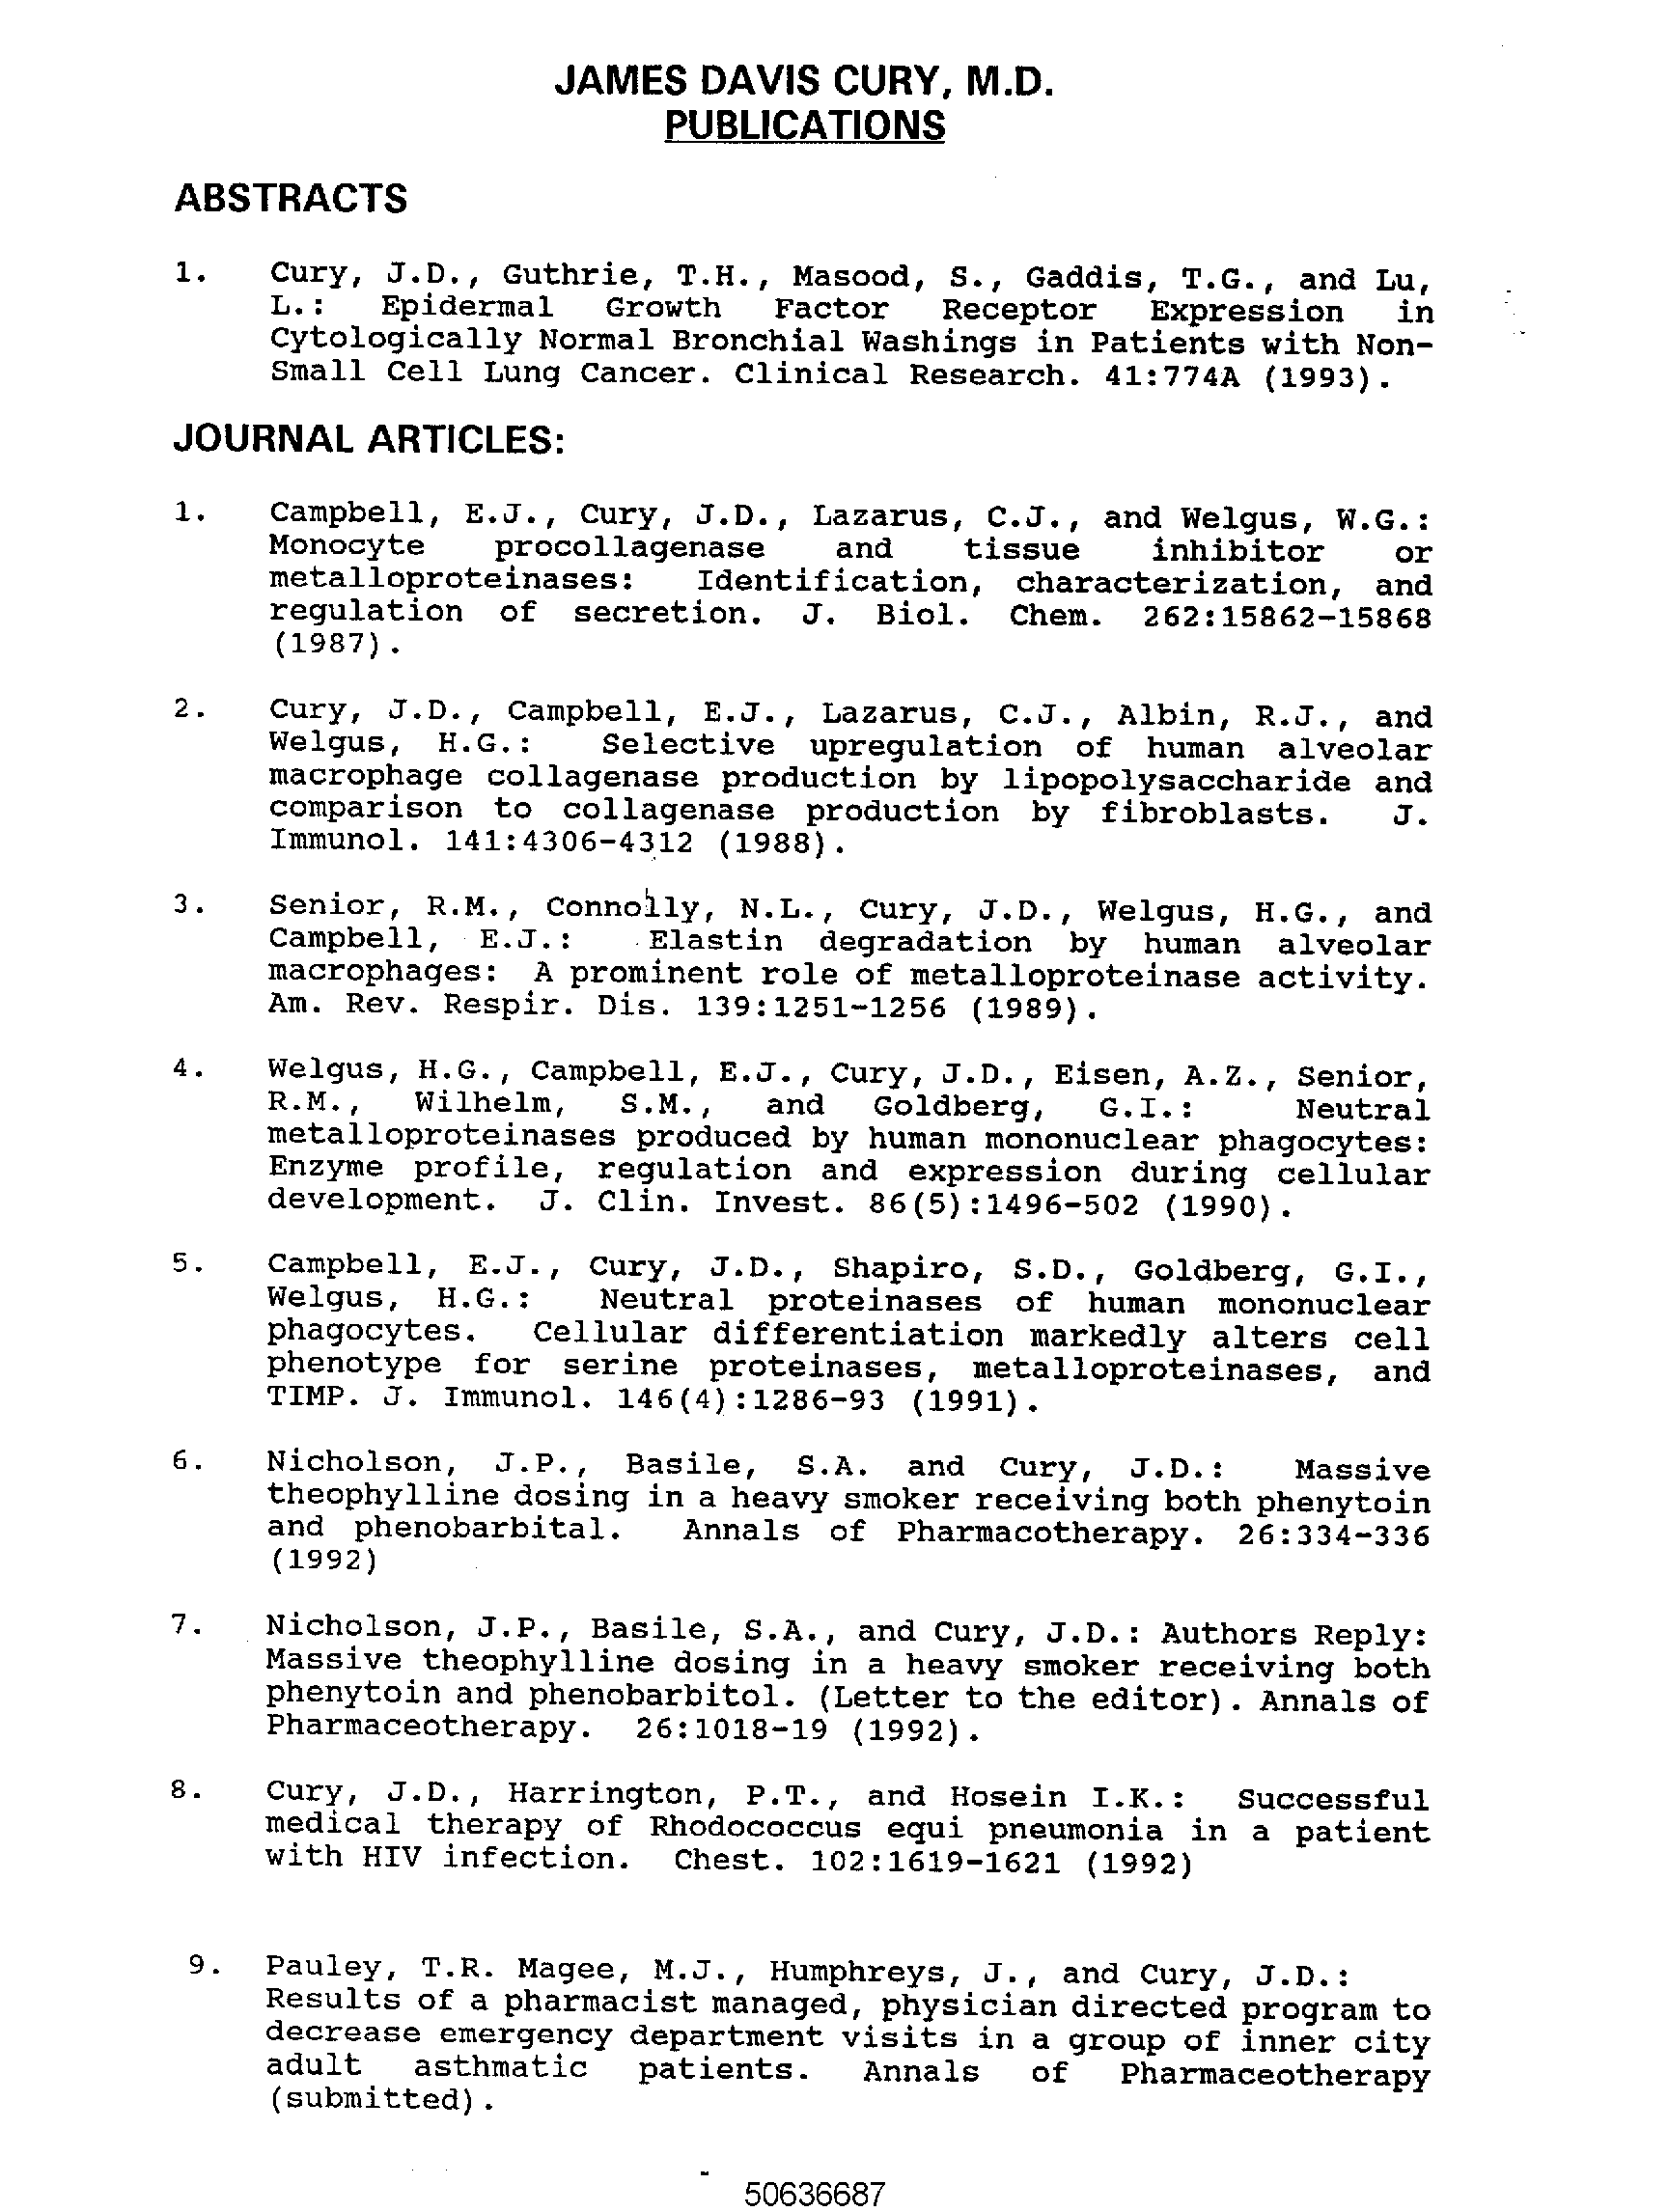 JAMES DAVIS CURY, M.D.
PUBLICATIONS
ABSTRACTS
1. Cury, J.D., Guthrie, T.H., Masood, S., Gaddis, T.G., and Lu,
L.: Epidermal Growth Factor Receptor Expression in
Cytologically Normal Bronchial Washings in Patients with Non-
Small Cell Lung Cancer. Clinical Research. 41:774A (1993).
JOURNAL ARTICLES:
1. Campbell, E.J., Cury, J.D., Lazarus, C.J., and Welgus, W.G.:
Monocyte procollagenase and tissue inhibitor or
metalloproteinases: Identification, characterization, and
regulation of secretion. J. Biol. Chem. 262:15862-15868
(1987).
2. Cury, J.D., Campbell, E.J., Lazarus, C.J., Albin, R.J., and
Welgus, H.G.: Selective upregulation of human alveolar
macrophage collagenase production by lipopolysaccharide and
comparison to collagenase production by fibroblasts. J.
Immunol. 141:4306-4312 (1988).
3. Senior, R.M., Connolly, N.L., Cury, J.D., Welgus, H.G., and
Campbell, E.J.: Elastin degradation by human alveolar
macrophages: A prominent role of metalloproteinase activity.
Am. Rev. Respir. Dis. 139:1251-1256 (1989).
4. Welgus, H.G., Campbell, E.J., Cury, J.D., Eisen, A.Z., Senior,
R.M., Wilhelm, S.M., and Goldberg, G.I.: Neutral
metalloproteinases produced by human mononuclear phagocytes:
Enzyme profile, regulation and expression during cellular
development. J. Clin. Invest. 86(5):1496-502 (1990).
5. Campbell, E.J., Cury, J.D., Shapiro, S.D., Goldberg, G.I.,
Welgus, H.G.: Neutral proteinases of human mononuclear
phagocytes. Cellular differentiation markedly alters cell
phenotype for serine proteinases, metalloproteinases, and
TIMP. J. Immunol. 146(4):1286-93 (1991).
6. Nicholson, J.P., Basile, S.A. and Cury, J.D.: Massive
theophylline dosing in a heavy smoker receiving both phenytoin
and phenobarbital. Annals of Pharmacotherapy. 26:334-336
(1992)
7. Nicholson, J.P., Basile, S.A., and Cury, J.D.: Authors Reply:
Massive theophylline dosing in a heavy smoker receiving both
phenytoin and phenobarbitol. (Letter to the editor). Annals of
Pharmaceotherapy. 26:1018-19 (1992).
8. Cury, J.D., Harrington, P.T., and Hosein I.K.: Successful
medical therapy of Rhodococcus equi pneumonia in a patient
with HIV infection. Chest. 102:1619-1621 (1992)
9. Pauley, T.R. Magee, M.J., Humphreys, J., and Cury, J.D.:
Results of a pharmacist managed, physician directed program to
decrease emergency department visits in a group of inner city
adult asthmatic patients. Annals of Pharmaceotherapy
(submitted).
50636687